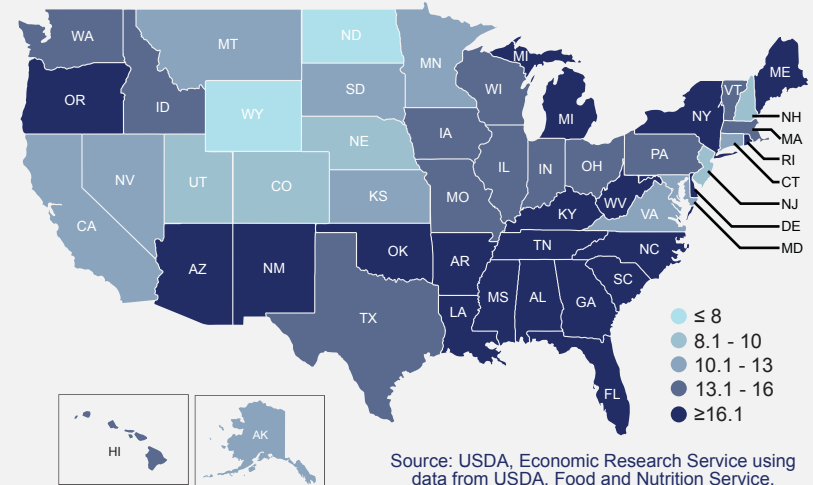 WA
MT
ND
MN
MI
ME
OR
ID
SD
WI
VT
NY
WY
MI
NH
IA
MA
NE
PA
RI
NV
UT
CO
IL
IN
OH
CT
CA
KS
MO
WV
VA
NJ
KY
DE
MD
AZ
NM
OK
AR
TN
NC
SC
MS
AL
GA
TX
LA
FL
≤ 8
8.1 - 10
10.1 - 13
13.1 - 16
≥16.1
HI
AK
Source: USDA, Economic Research Service using
data from USDA, Food and Nutrition Service.